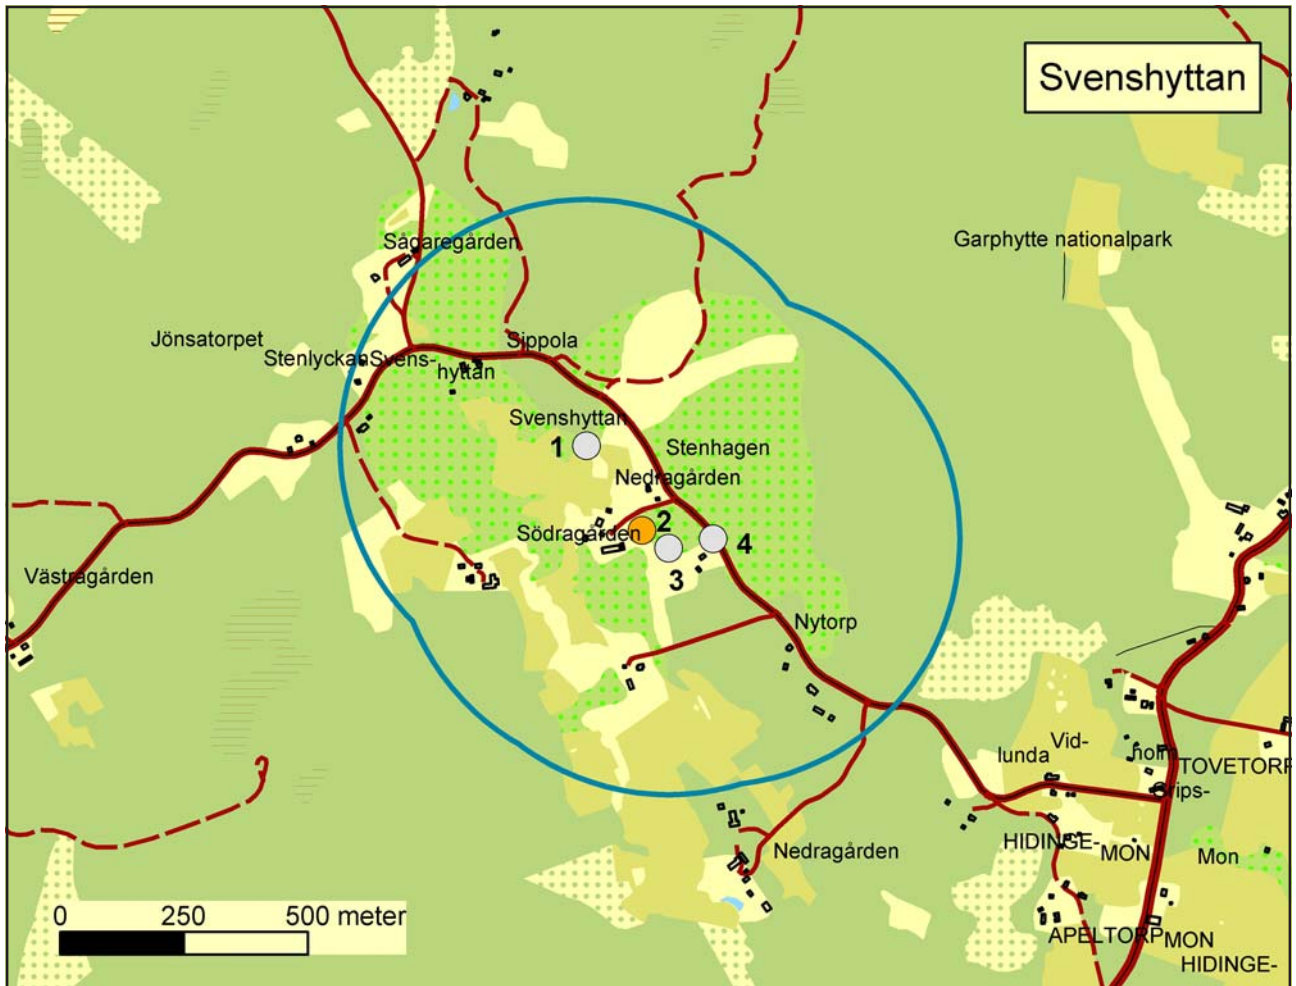 Svenshyttan
Sågaregården
Garphytte nationalpark
Jönsatorpet
Sippola
Stenlyckan
Svens-
hyttan
Svenshyttan
1
Stenhagen
Nedragården
2
Södragården
4
3
Västragården
Nytorp
Vid-
lunda
holm
TOVETORP
Grips-
HIDINGE-
MON
Mon
Nedragården
0 250 500 meter
APELTORP
MON
HIDINGE-